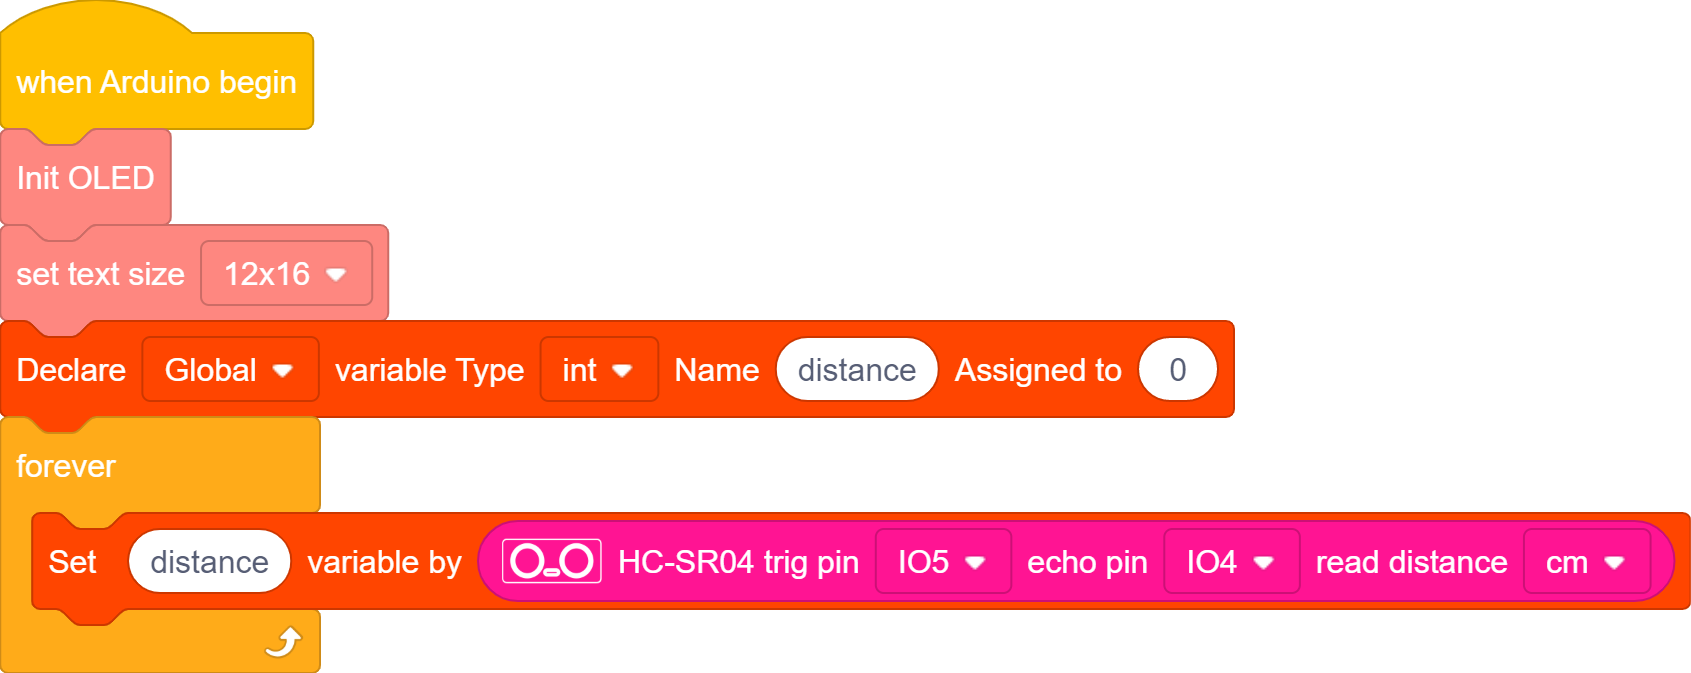 when Arduino begin
Init OLED
set text size 12x16
Declare Global variable Type int Name distance Assigned to 0
forever
Set distance variable by HC-SR04 trig pin IO5 echo pin IO4 read distance cm